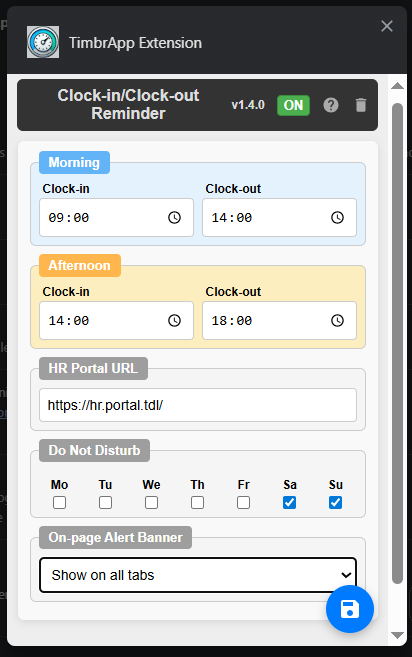 TimbrApp Extension
Clock-in/Clock-out
Reminder
v1.4.0
ON
Morning
Clock-in
Clock-out
09:00
14:00
Afternoon
Clock-in
Clock-out
14:00
18:00
HR Portal URL
https://hr.portal.tdl/
Do Not Disturb
Mo Tu We Th Fr Sa Su
On-page Alert Banner
Show on all tabs